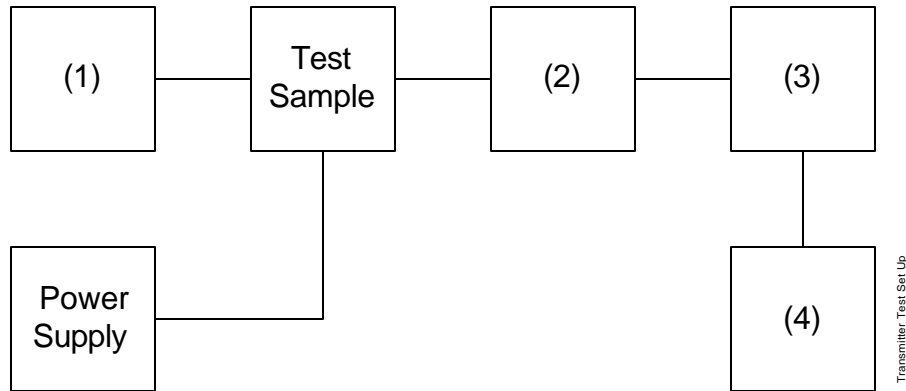 (1)
Test
Sample
(2)
(3)
Power
Supply
(4)
Transmitter Test Set Up